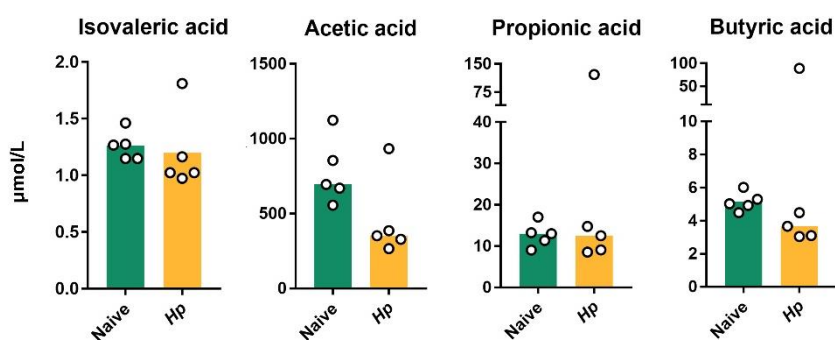 Isovaleric acid
Acetic acid
Propionic acid
Butyric acid
µmol/L
2.0
1.5
1.0
0.5
0.0
Naive
Hp
1500
1000
500
0
Naive
Hp
150
75
40
30
20
10
0
Naive
Hp
100
50
6
4
2
0
Naive
Hp